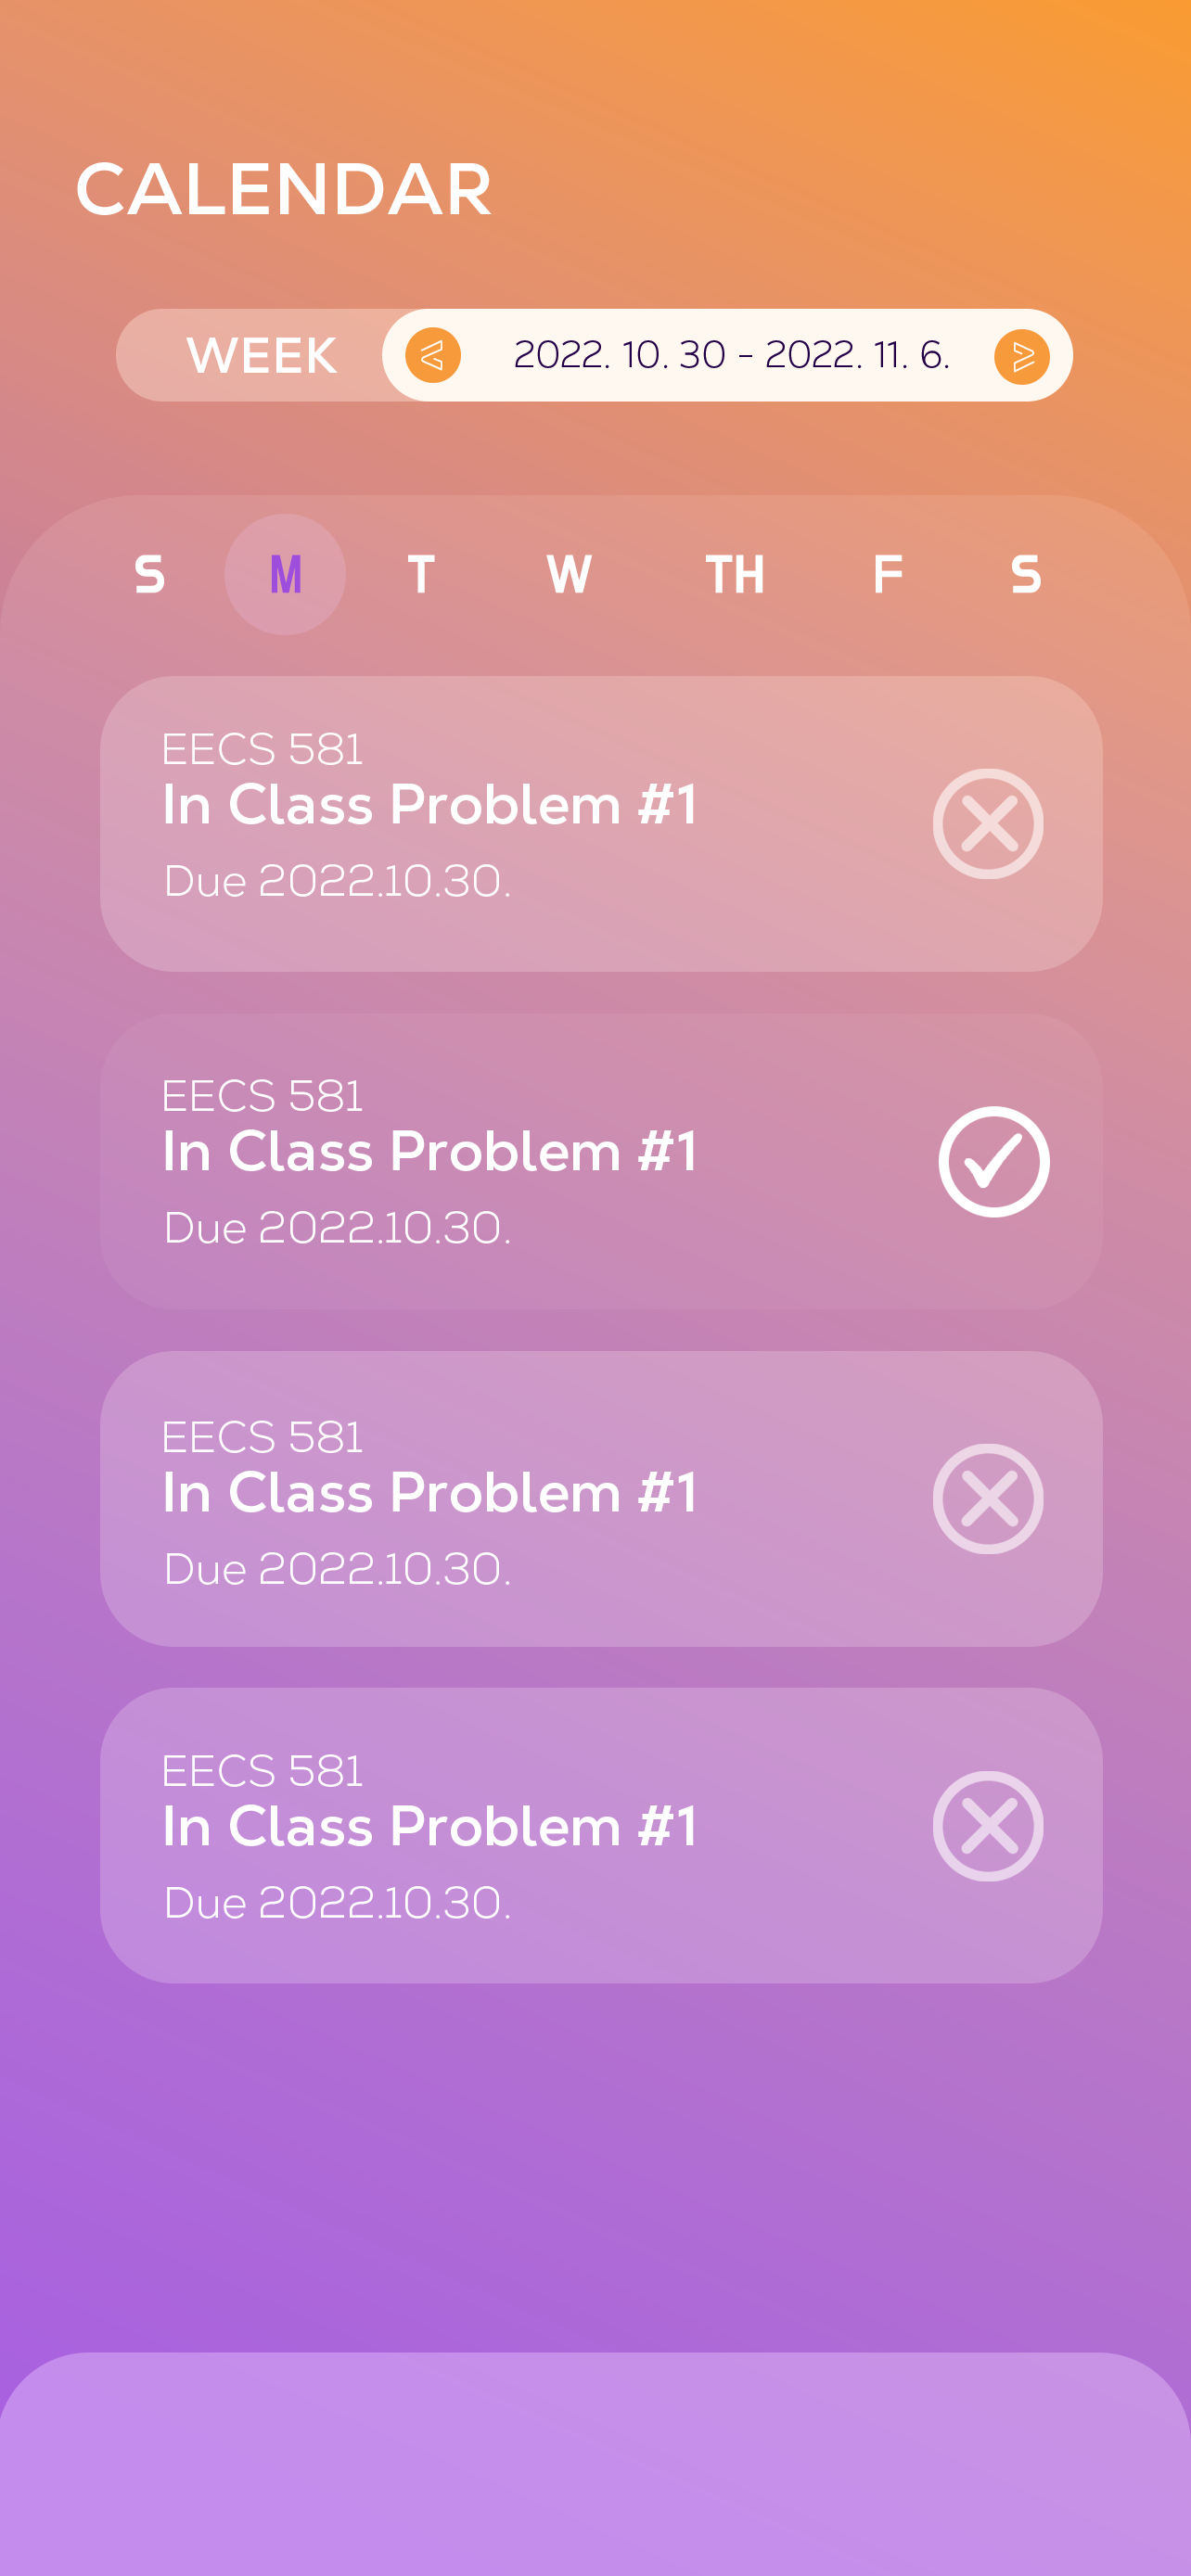 CALENDAR
WEEK < 2022. 10. 30 - 2022. 11. 6. >
S M T W TH F S
EECS 581
In Class Problem #1
Due 2022.10.30.
EECS 581
In Class Problem #1
Due 2022.10.30.
EECS 581
In Class Problem #1
Due 2022.10.30.
EECS 581
In Class Problem #1
Due 2022.10.30.